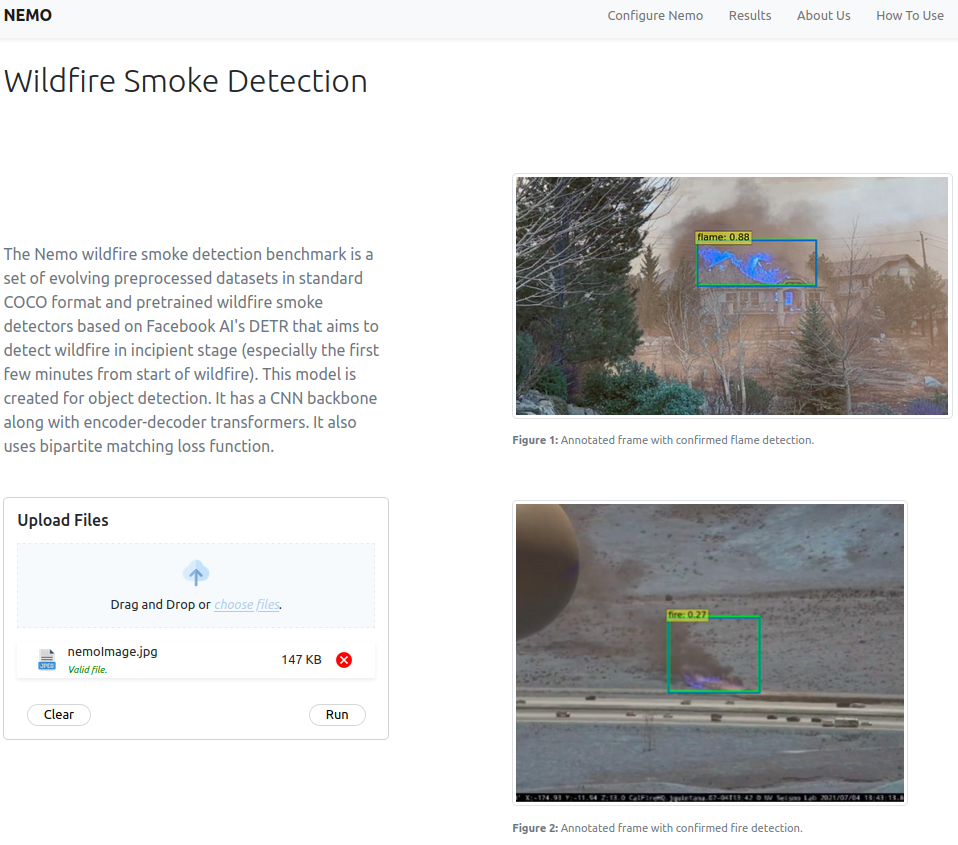 NEMO
Configure Nemo
Results
About Us
How To Use
Wildfire Smoke Detection
The Nemo wildfire smoke detection benchmark is a
set of evolving preprocessed datasets in standard
COCO format and pretrained wildfire smoke
detectors based on Facebook AI's DETR that aims to
detect wildfire in incipient stage (especially the first
few minutes from start of wildfire). This model is
created for object detection. It has a CNN backbone
along with encoder-decoder transformers. It also
uses bipartite matching loss function.
Upload Files
Drag and Drop or choose files.
JPEG
nemoImage.jpg
Valid file.
147 KB
Clear
Run
flame: 0.88
Figure 1: Annotated frame with confirmed flame detection.
fire: 0.27
X:-174.93 Y:-11.94 Z:13.0 Seismo Lab 2021/07/04
Figure 2: Annotated frame with confirmed fire detection.